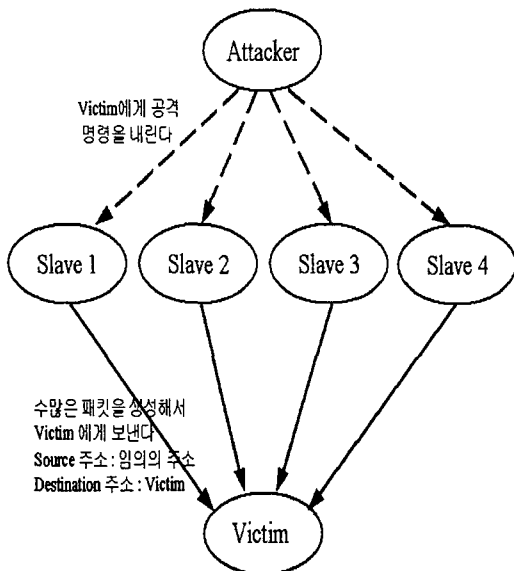 Attacker
Victim에게 공격
명령을 내린다
Slave 1
Slave 2
Slave 3
Slave 4
수많은 패킷을 생성해서
Victim 에게 보낸다
Source 주소 : 임의의 주소
Destination 주소 : Victim
Victim